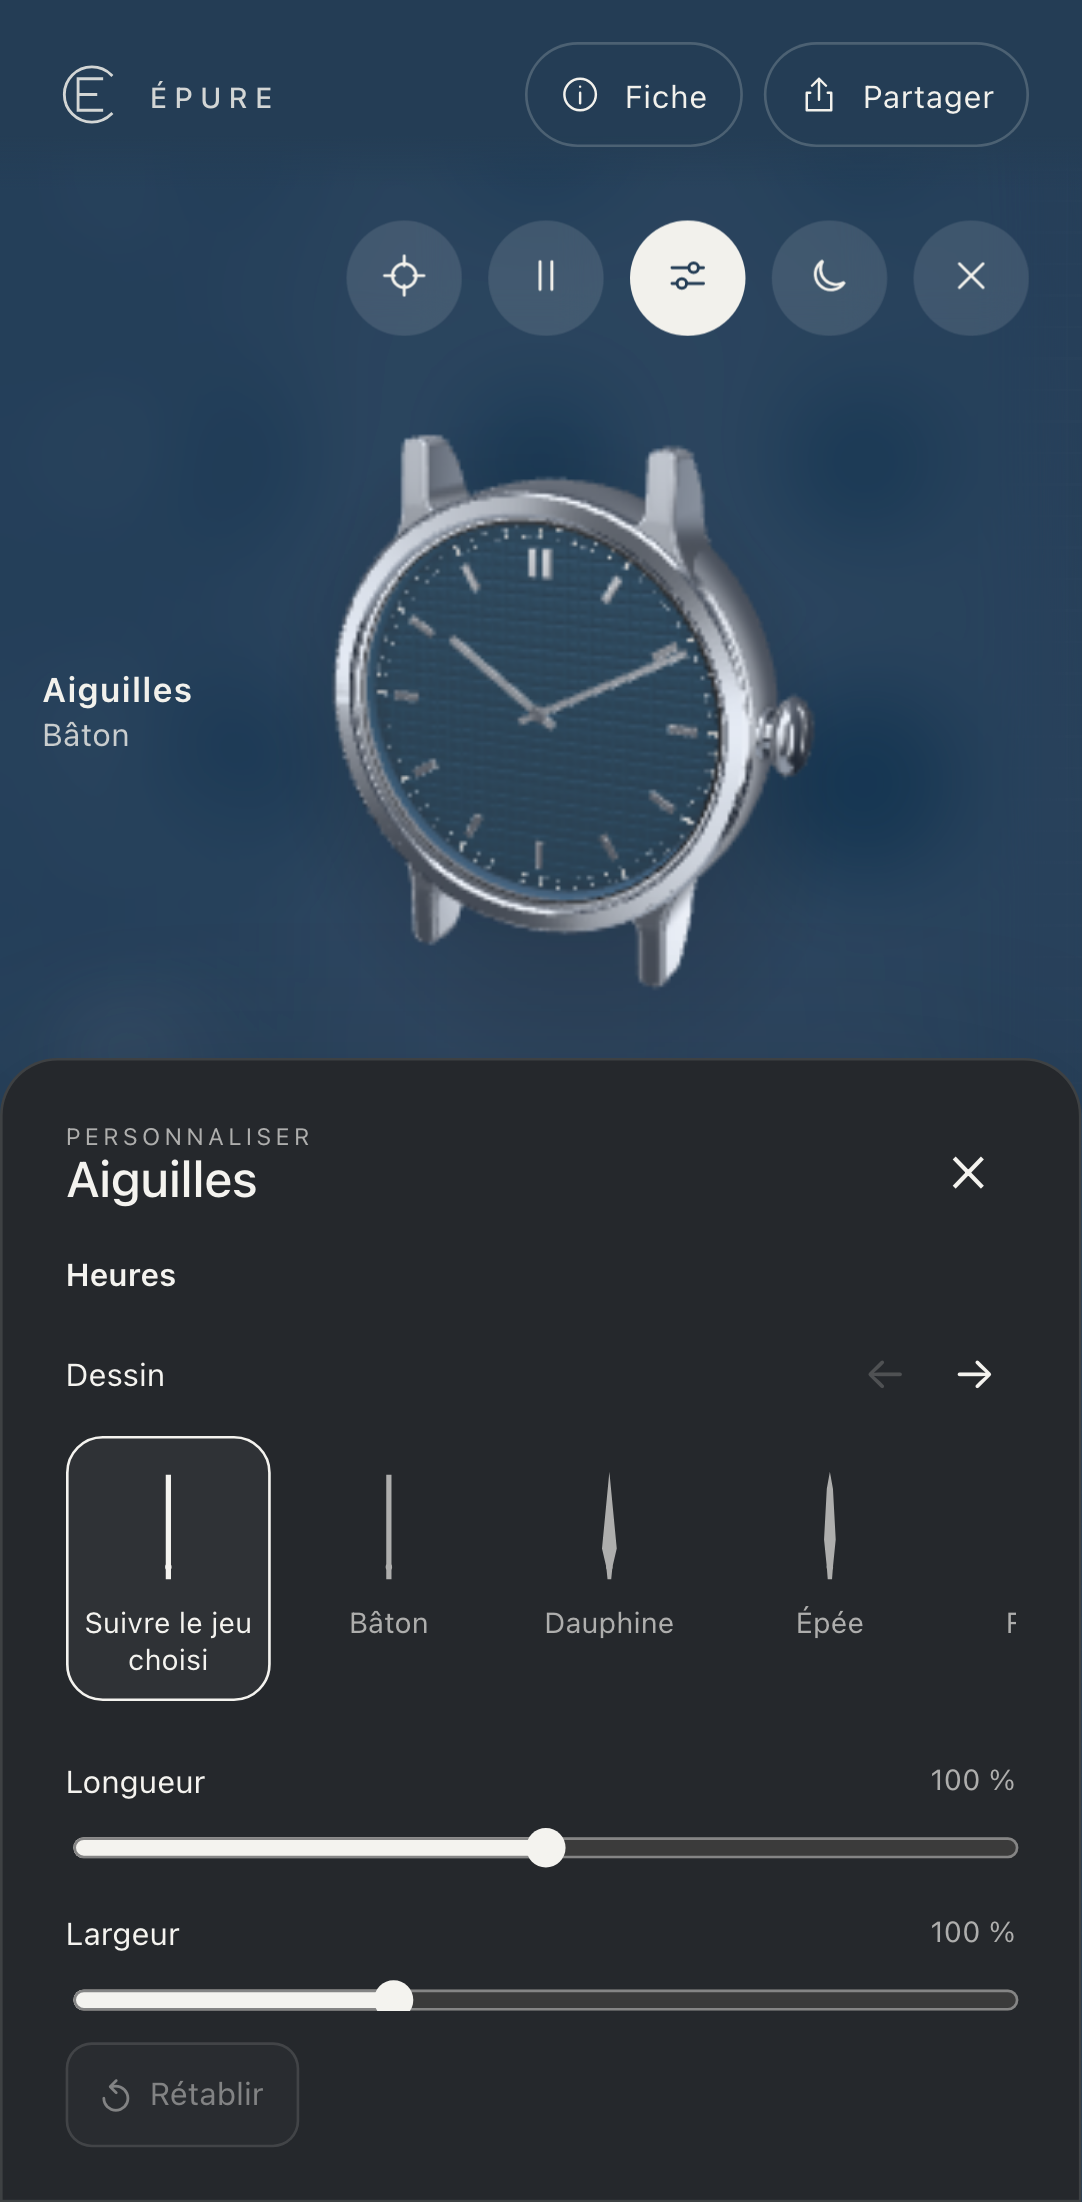 ÉPURE
Fiche
Partager
Aiguilles
Bâton
PERSONNALISER
Aiguilles
Heures
Dessin
Suivre le jeu
choisi
Bâton
Dauphine
Épée
Longueur
100 %
Largeur
100 %
Rétablir